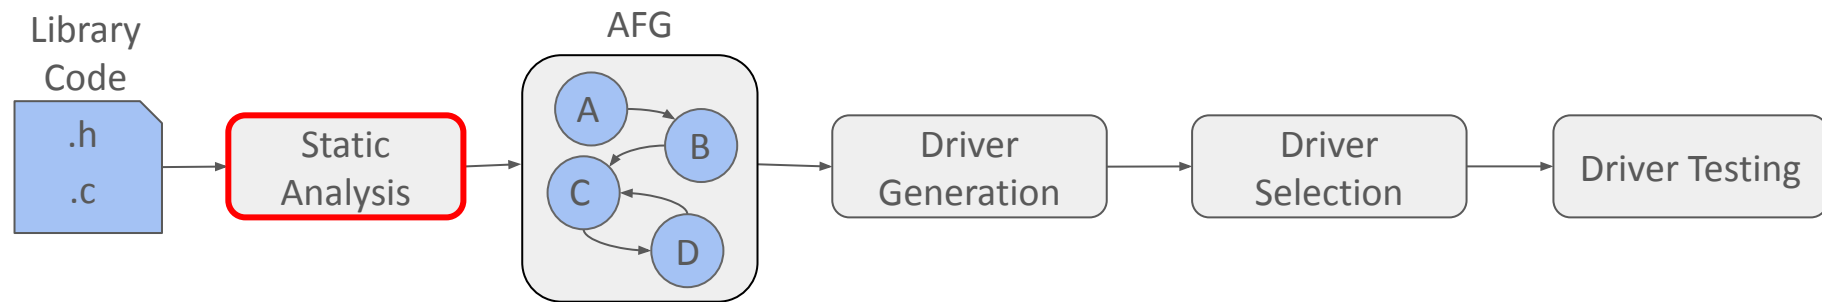 Library
Code
.h
.c
Static
Analysis
AFG
A
B
C
D
Driver
Generation
Driver
Selection
Driver Testing